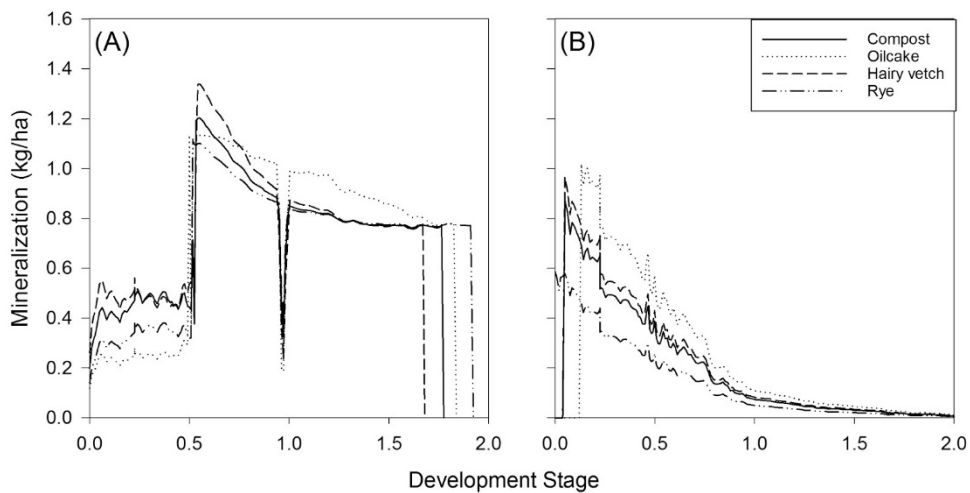 (A)
(B)
Compost
Oilcake
Hairy vetch
Rye
Mineralization (kg/ha)
1.6
1.4
1.2
1.0
0.8
0.6
0.4
0.2
0.0
0.0 0.5 1.0 1.5 2.0
0.0 0.5 1.0 1.5 2.0
Development Stage